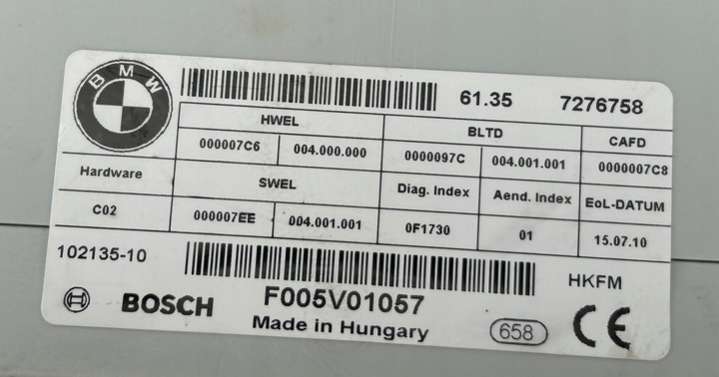 BMW
61.35 7276758
HWEL BLTD CAFD
000007C6 004.000.000 0000097C 004.001.001 0000007C8
Hardware SWEL Diag. Index Aend. Index EoL-DATUM
C02 000007EE 004.001.001 0F1730 01 15.07.10
102135-10 HKFM
BOSCH F005V01057
Made in Hungary 658 CE